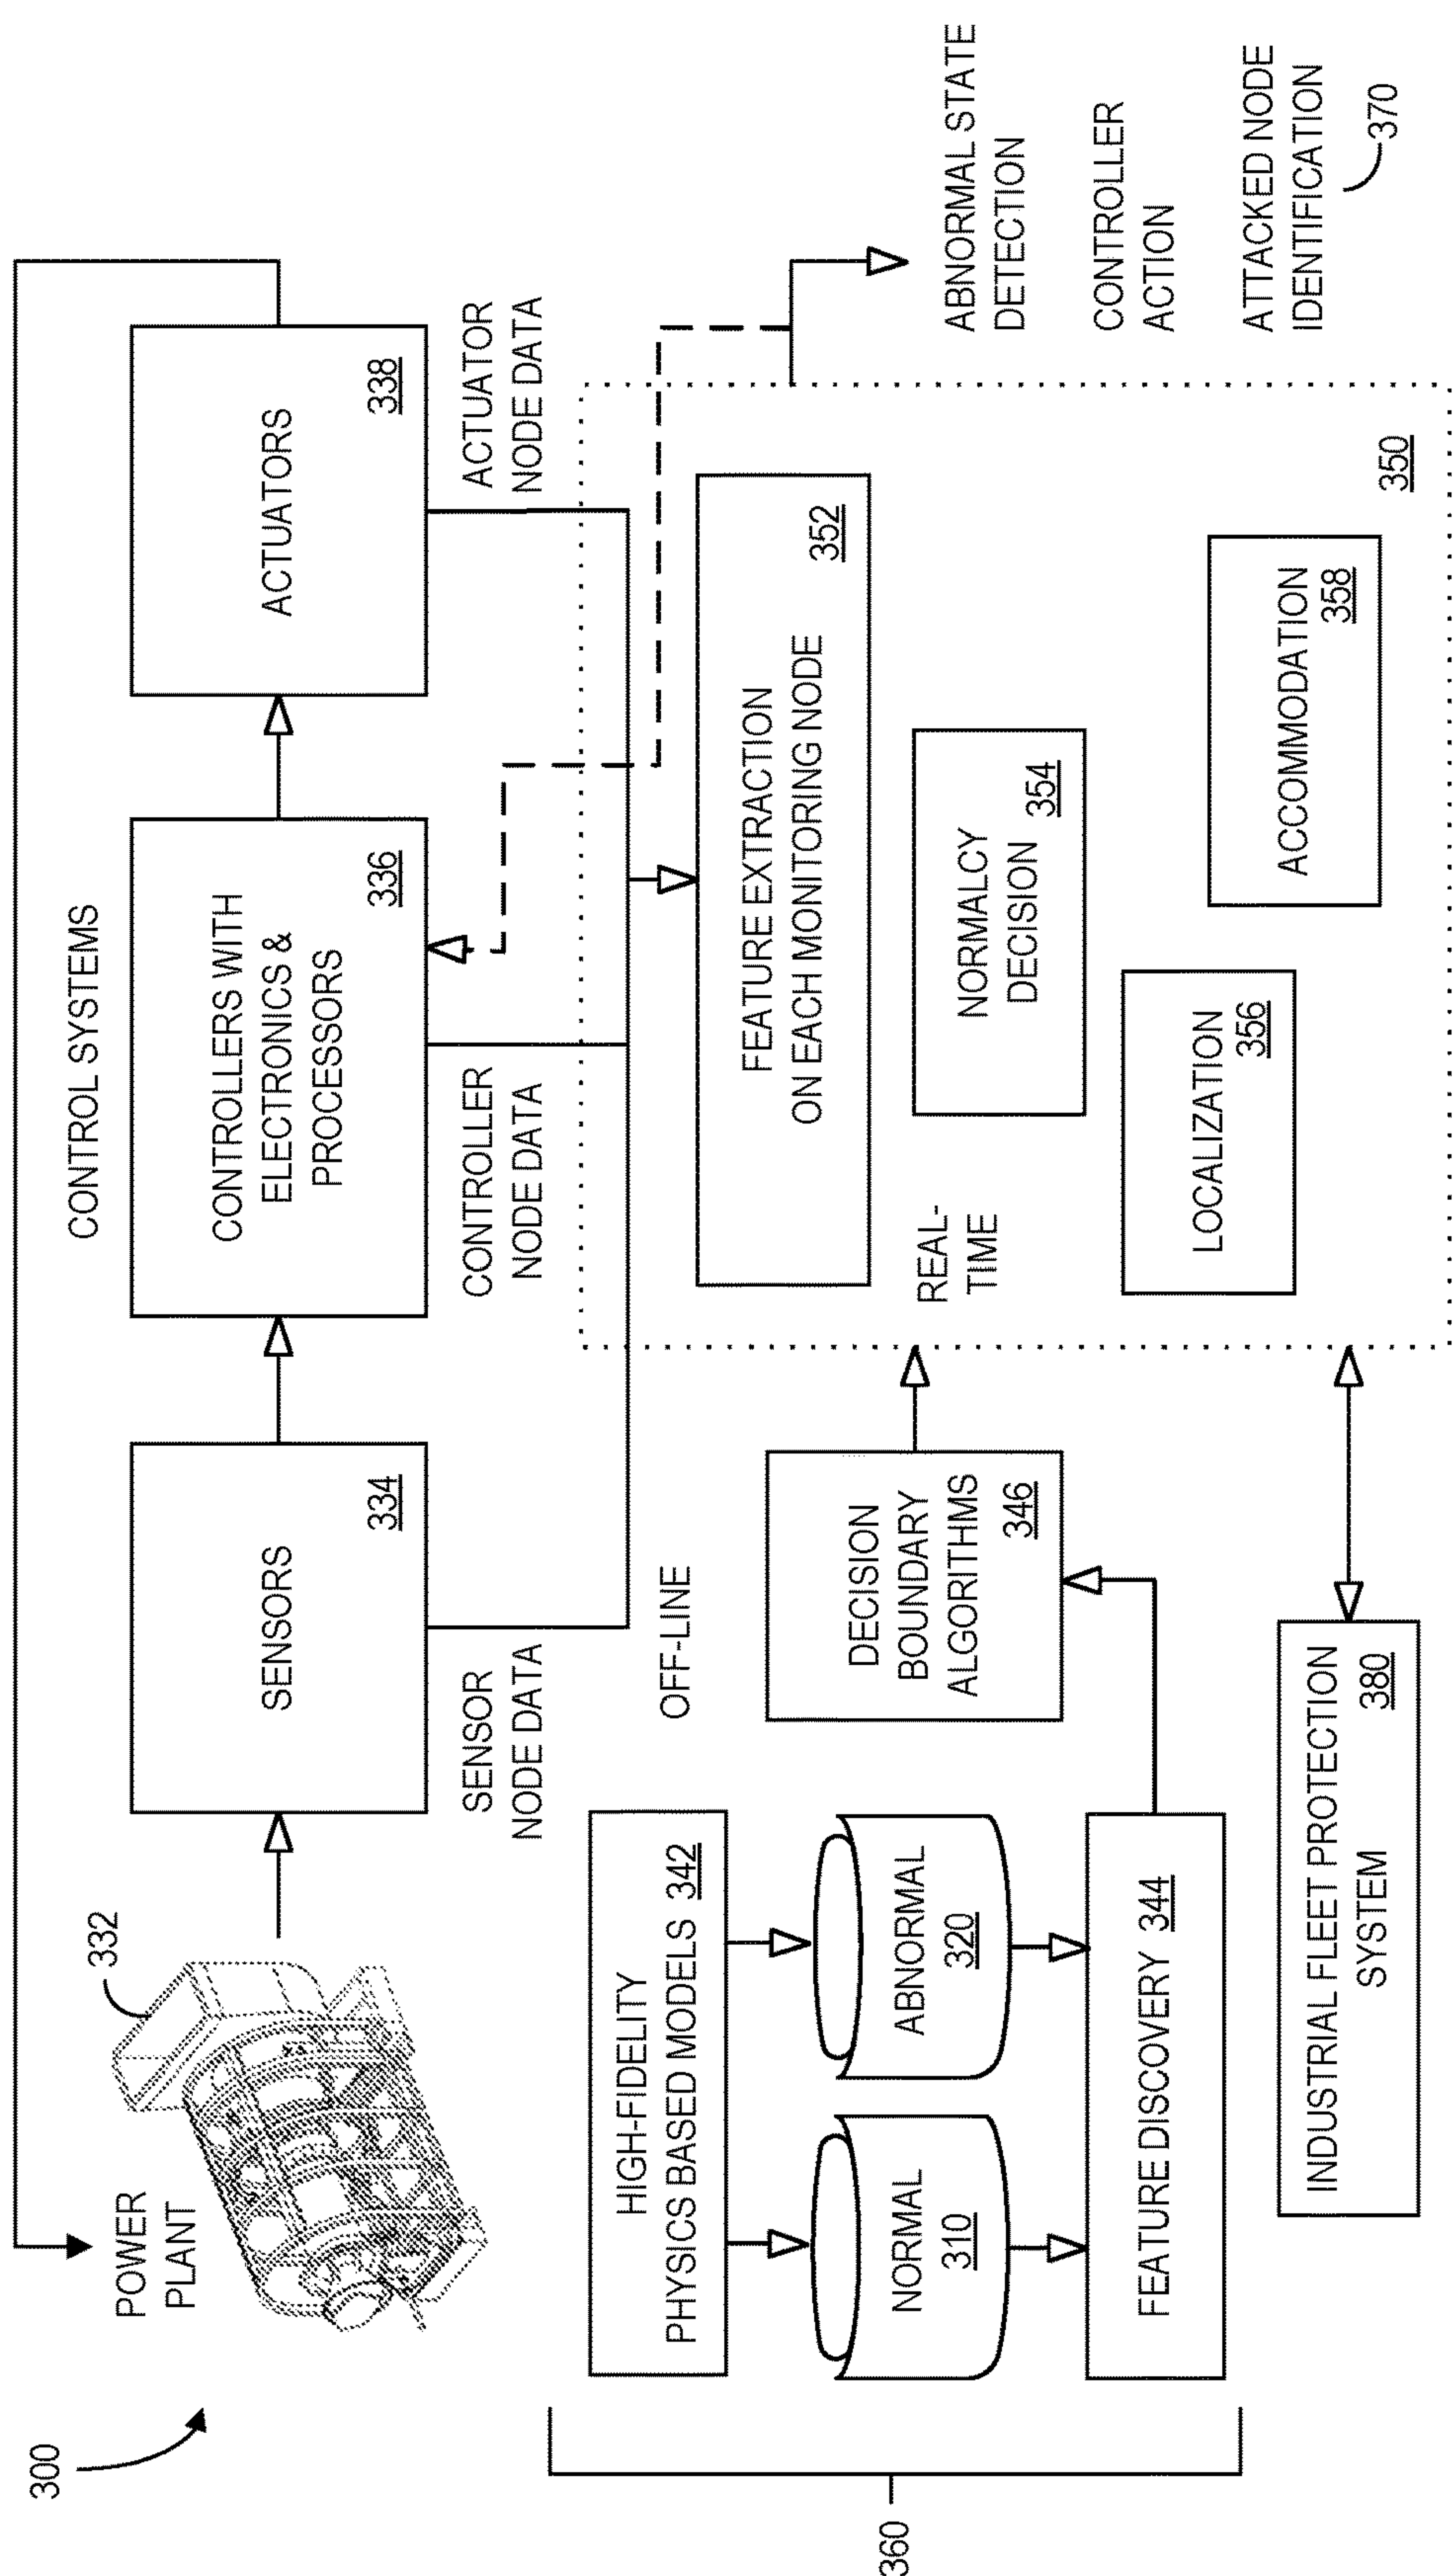 300
POWER
PLANT
332
CONTROL SYSTEMS
SENSORS
334
CONTROLLERS WITH
ELECTRONICS &
PROCESSORS
336
ACTUATORS
338
SENSOR
NODE DATA
CONTROLLER
NODE DATA
ACTUATOR
NODE DATA
OFF-LINE
HIGH-FIDELITY
PHYSICS BASED MODELS 342
NORMAL
310
ABNORMAL
320
FEATURE DISCOVERY 344
DECISION
BOUNDARY
ALGORITHMS
346
360
REAL-
TIME
FEATURE EXTRACTION
ON EACH MONITORING NODE
352
NORMALCY
DECISION
354
LOCALIZATION
356
ACCOMMODATION
358
350
ABNORMAL STATE
DETECTION
CONTROLLER
ACTION
ATTACKED NODE
IDENTIFICATION
370
INDUSTRIAL FLEET PROTECTION
SYSTEM
380